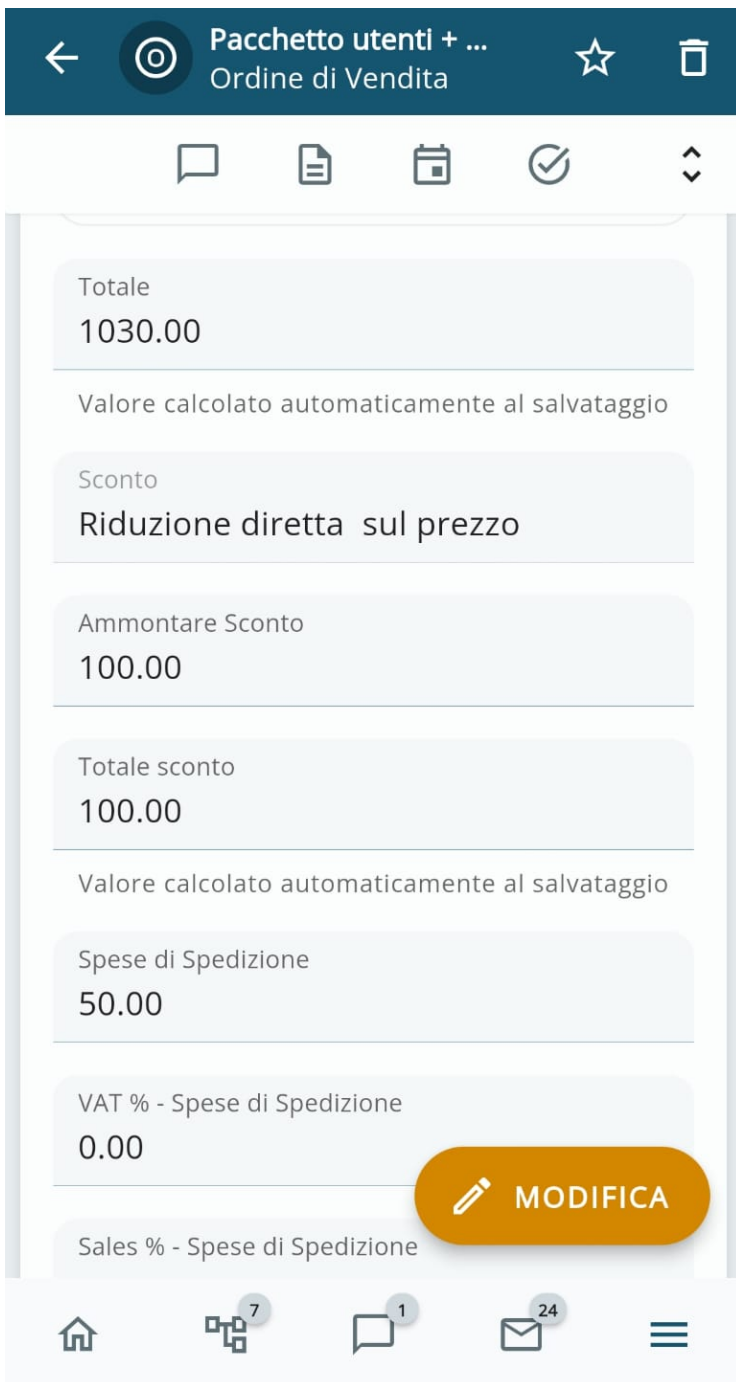 Pacchetto utenti + ...
Ordine di Vendita
Totale
1030.00
Valore calcolato automaticamente al salvataggio
Sconto
Riduzione diretta  sul prezzo
Ammontare Sconto
100.00
Totale sconto
100.00
Valore calcolato automaticamente al salvataggio
Spese di Spedizione
50.00
VAT % - Spese di Spedizione
0.00
MODIFICA
Sales % - Spese di Spedizione
7
1
24